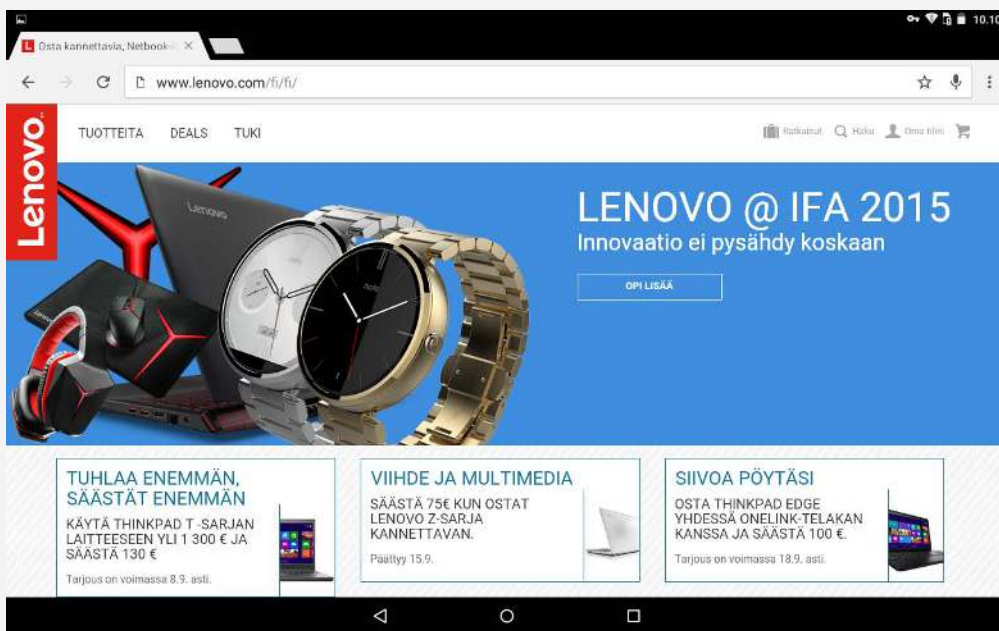 10.10
Osta kannettavia, Netbook
www.lenovo.com/fi/fi/
Lenovo
TUOTTEITA DEALS TUKI
Ratkaisut Haku Oma tilini
Lenovo
LENOVO @ IFA 2015
Innovaatio ei pysähdy koskaan
OPI LISÄÄ
TUHLAA ENEMMÄN,
SÄÄSTÄT ENEMMÄN
KÄYTÄ THINKPAD T -SARJAN
LAITTEESEEN YLI 1 300 € JA
SÄÄSTÄ 130 €
Tarjous on voimassa 8.9. asti.
VIIHDE JA MULTIMEDIA
SÄÄSTÄ 75€ KUN OSTAT
LENOVO Z-SARJA
KANNETTAVAN.
Päättyy 15.9.
SIIVOA PÖYTÄSI
OSTA THINKPAD EDGE
YHDESSÄ ONELINK-TELAKAN
KANSSA JA SÄÄSTÄ 100 €.
Tarjous on voimassa 18.9. asti.